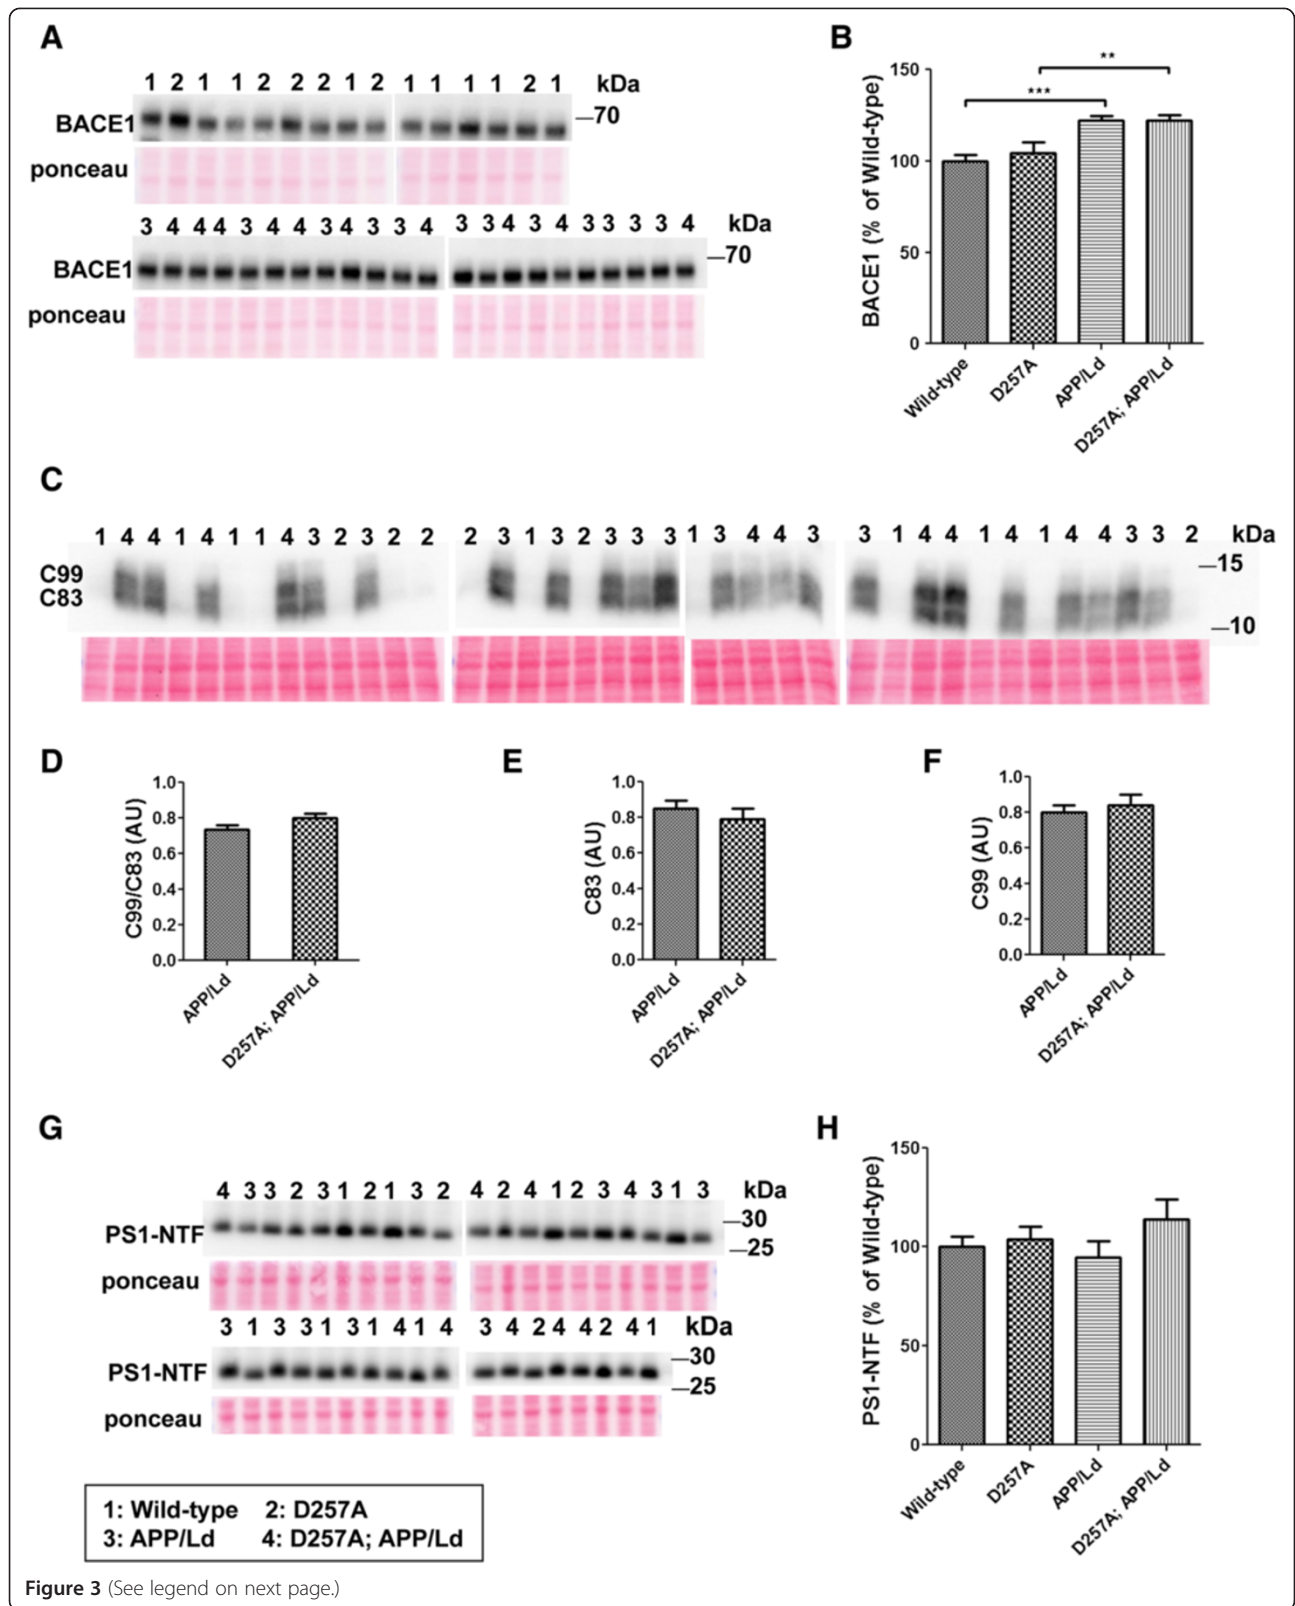 A
1 2 1 1 2 2 2 1 2 1 1 1 1 2 1 kDa
BACE1 —70
ponceau
3 4 4 4 3 4 4 3 4 3 3 4 3 3 4 3 4 3 3 3 3 4 kDa
BACE1 —70
ponceau
B
BACE1 (% of Wild-type)
150
100
50
0
***
**
Wild-type
D257A
APP/Ld
D257A; APP/Ld
C
1 4 4 1 4 1 1 4 3 2 3 2 2 2 3 2 3 2 3 3 3 1 3 4 4 3 3 1 4 4 1 4 1 4 4 3 3 2 kDa
C99
C83
—15
—10
D
C99/C83 (AU)
1.0
0.8
0.6
0.4
0.2
0.0
APP/Ld
D257A; APP/Ld
E
C83 (AU)
1.0
0.8
0.6
0.4
0.2
0.0
APP/Ld
D257A; APP/Ld
F
C99 (AU)
1.0
0.8
0.6
0.4
0.2
0.0
APP/Ld
D257A; APP/Ld
G
4 3 3 2 3 1 2 1 3 2 4 2 4 1 2 3 4 3 1 3 kDa
PS1-NTF —30
—25
ponceau
3 1 3 3 1 3 1 4 1 4 3 4 2 4 4 2 4 1 kDa
PS1-NTF —30
—25
ponceau
H
PS1-NTF (% of Wild-type)
150
100
50
0
Wild-type
D257A
APP/Ld
D257A; APP/Ld
1: Wild-type 2: D257A
3: APP/Ld 4: D257A; APP/Ld
Figure 3 (See legend on next page.)